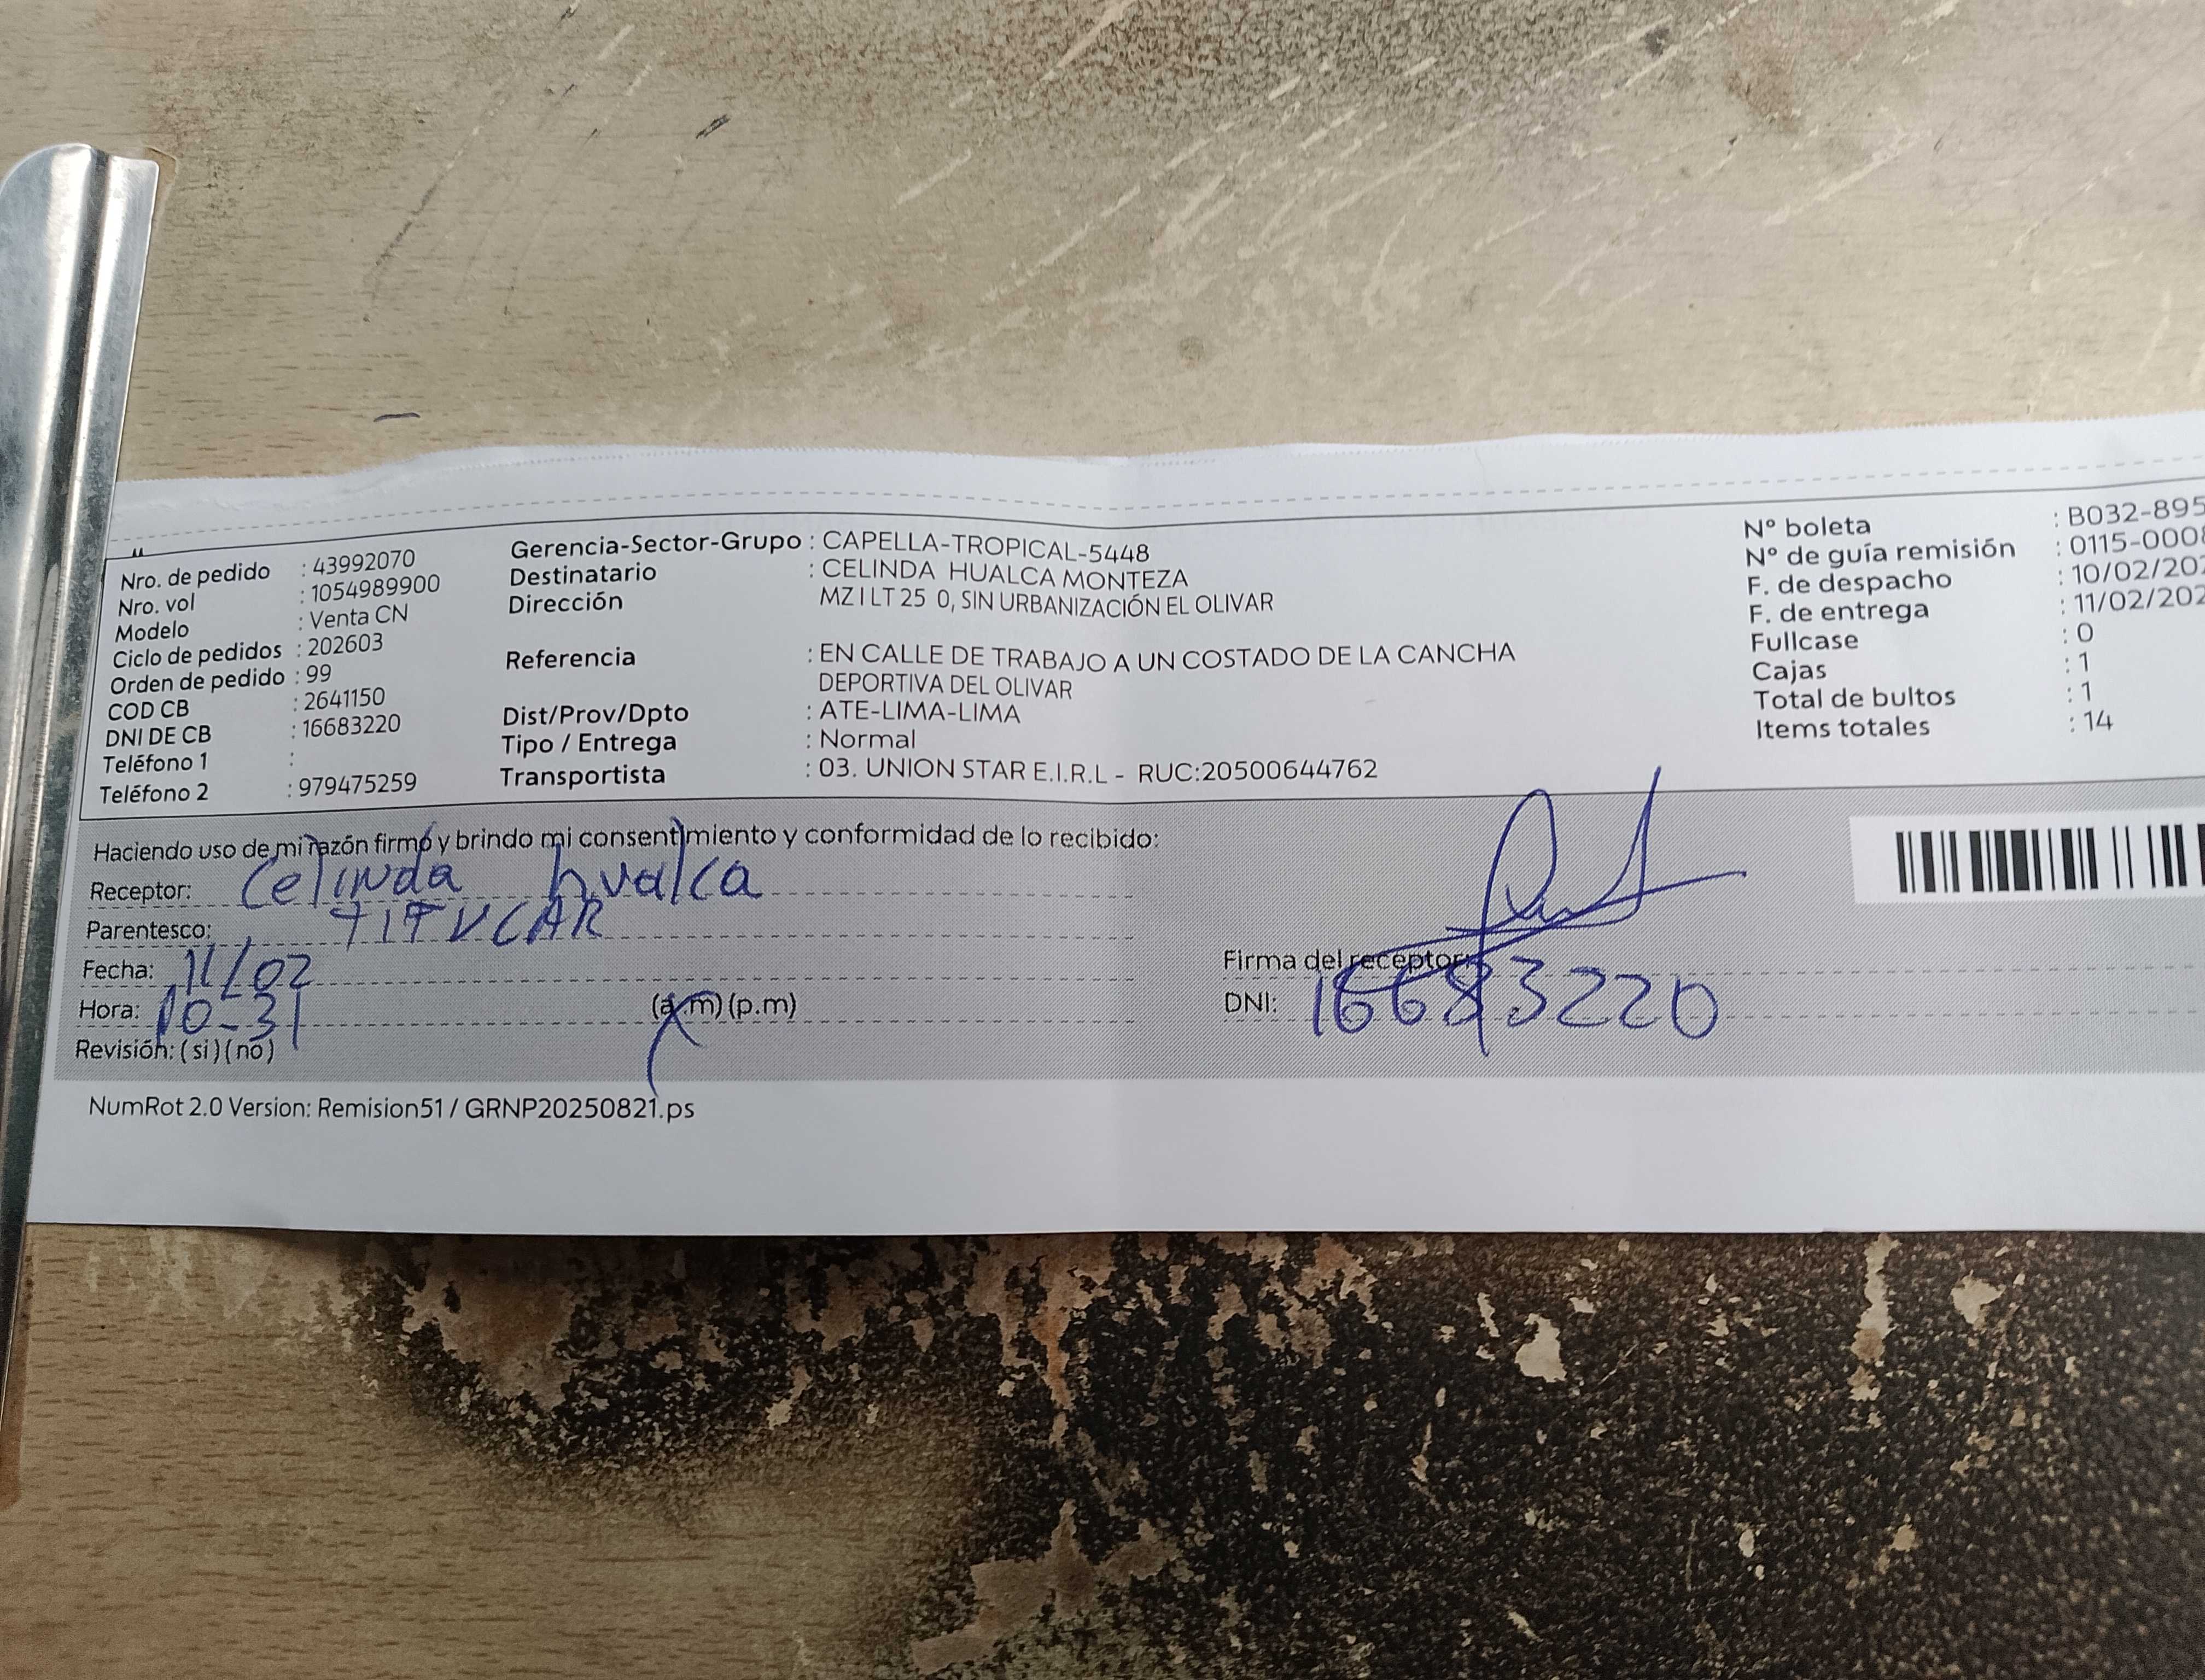 Nro. de pedido : 43992070
Nro. vol : 1054989900
Modelo : Venta CN
Ciclo de pedidos : 202603
Orden de pedido : 99
COD CB : 2641150
DNI DE CB : 16683220
Teléfono 1 :
Teléfono 2 : 979475259
Gerencia-Sector-Grupo : CAPELLA-TROPICAL-5448
Destinatario : CELINDA HUALCA MONTEZA
Dirección MZ I LT 25 0, SIN URBANIZACIÓN EL OLIVAR
Referencia : EN CALLE DE TRABAJO A UN COSTADO DE LA CANCHA
DEPORTIVA DEL OLIVAR
Dist/Prov/Dpto : ATE-LIMA-LIMA
Tipo / Entrega : Normal
Transportista : 03. UNION STAR E.I.R.L - RUC:20500644762
N° boleta : B032-895
N° de guía remisión : 0115-000
F. de despacho : 10/02/202
F. de entrega : 11/02/202
Fullcase : 0
Cajas : 1
Total de bultos : 1
Items totales : 14
Haciendo uso de mi razón firmo y brindo mi consentimiento y conformidad de lo recibido:
Receptor: Celinda hualca
Parentesco: TITULAR
Fecha: 11/02
Hora: 10-31 (a.m) (p.m)
Revisión: ( si ) ( no )
Firma del receptor:
DNI: 16683220
NumRot 2.0 Version: Remision51 / GRNP20250821.ps